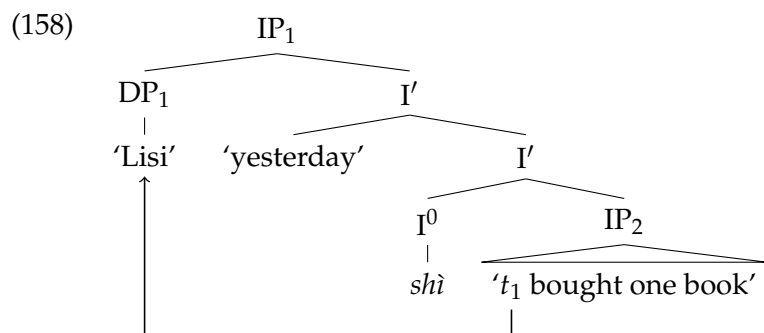 (158) IP₁
DP₁ I′
‘Lisi’ ‘yesterday’ I′
I⁰ IP₂
shì ‘t₁ bought one book’